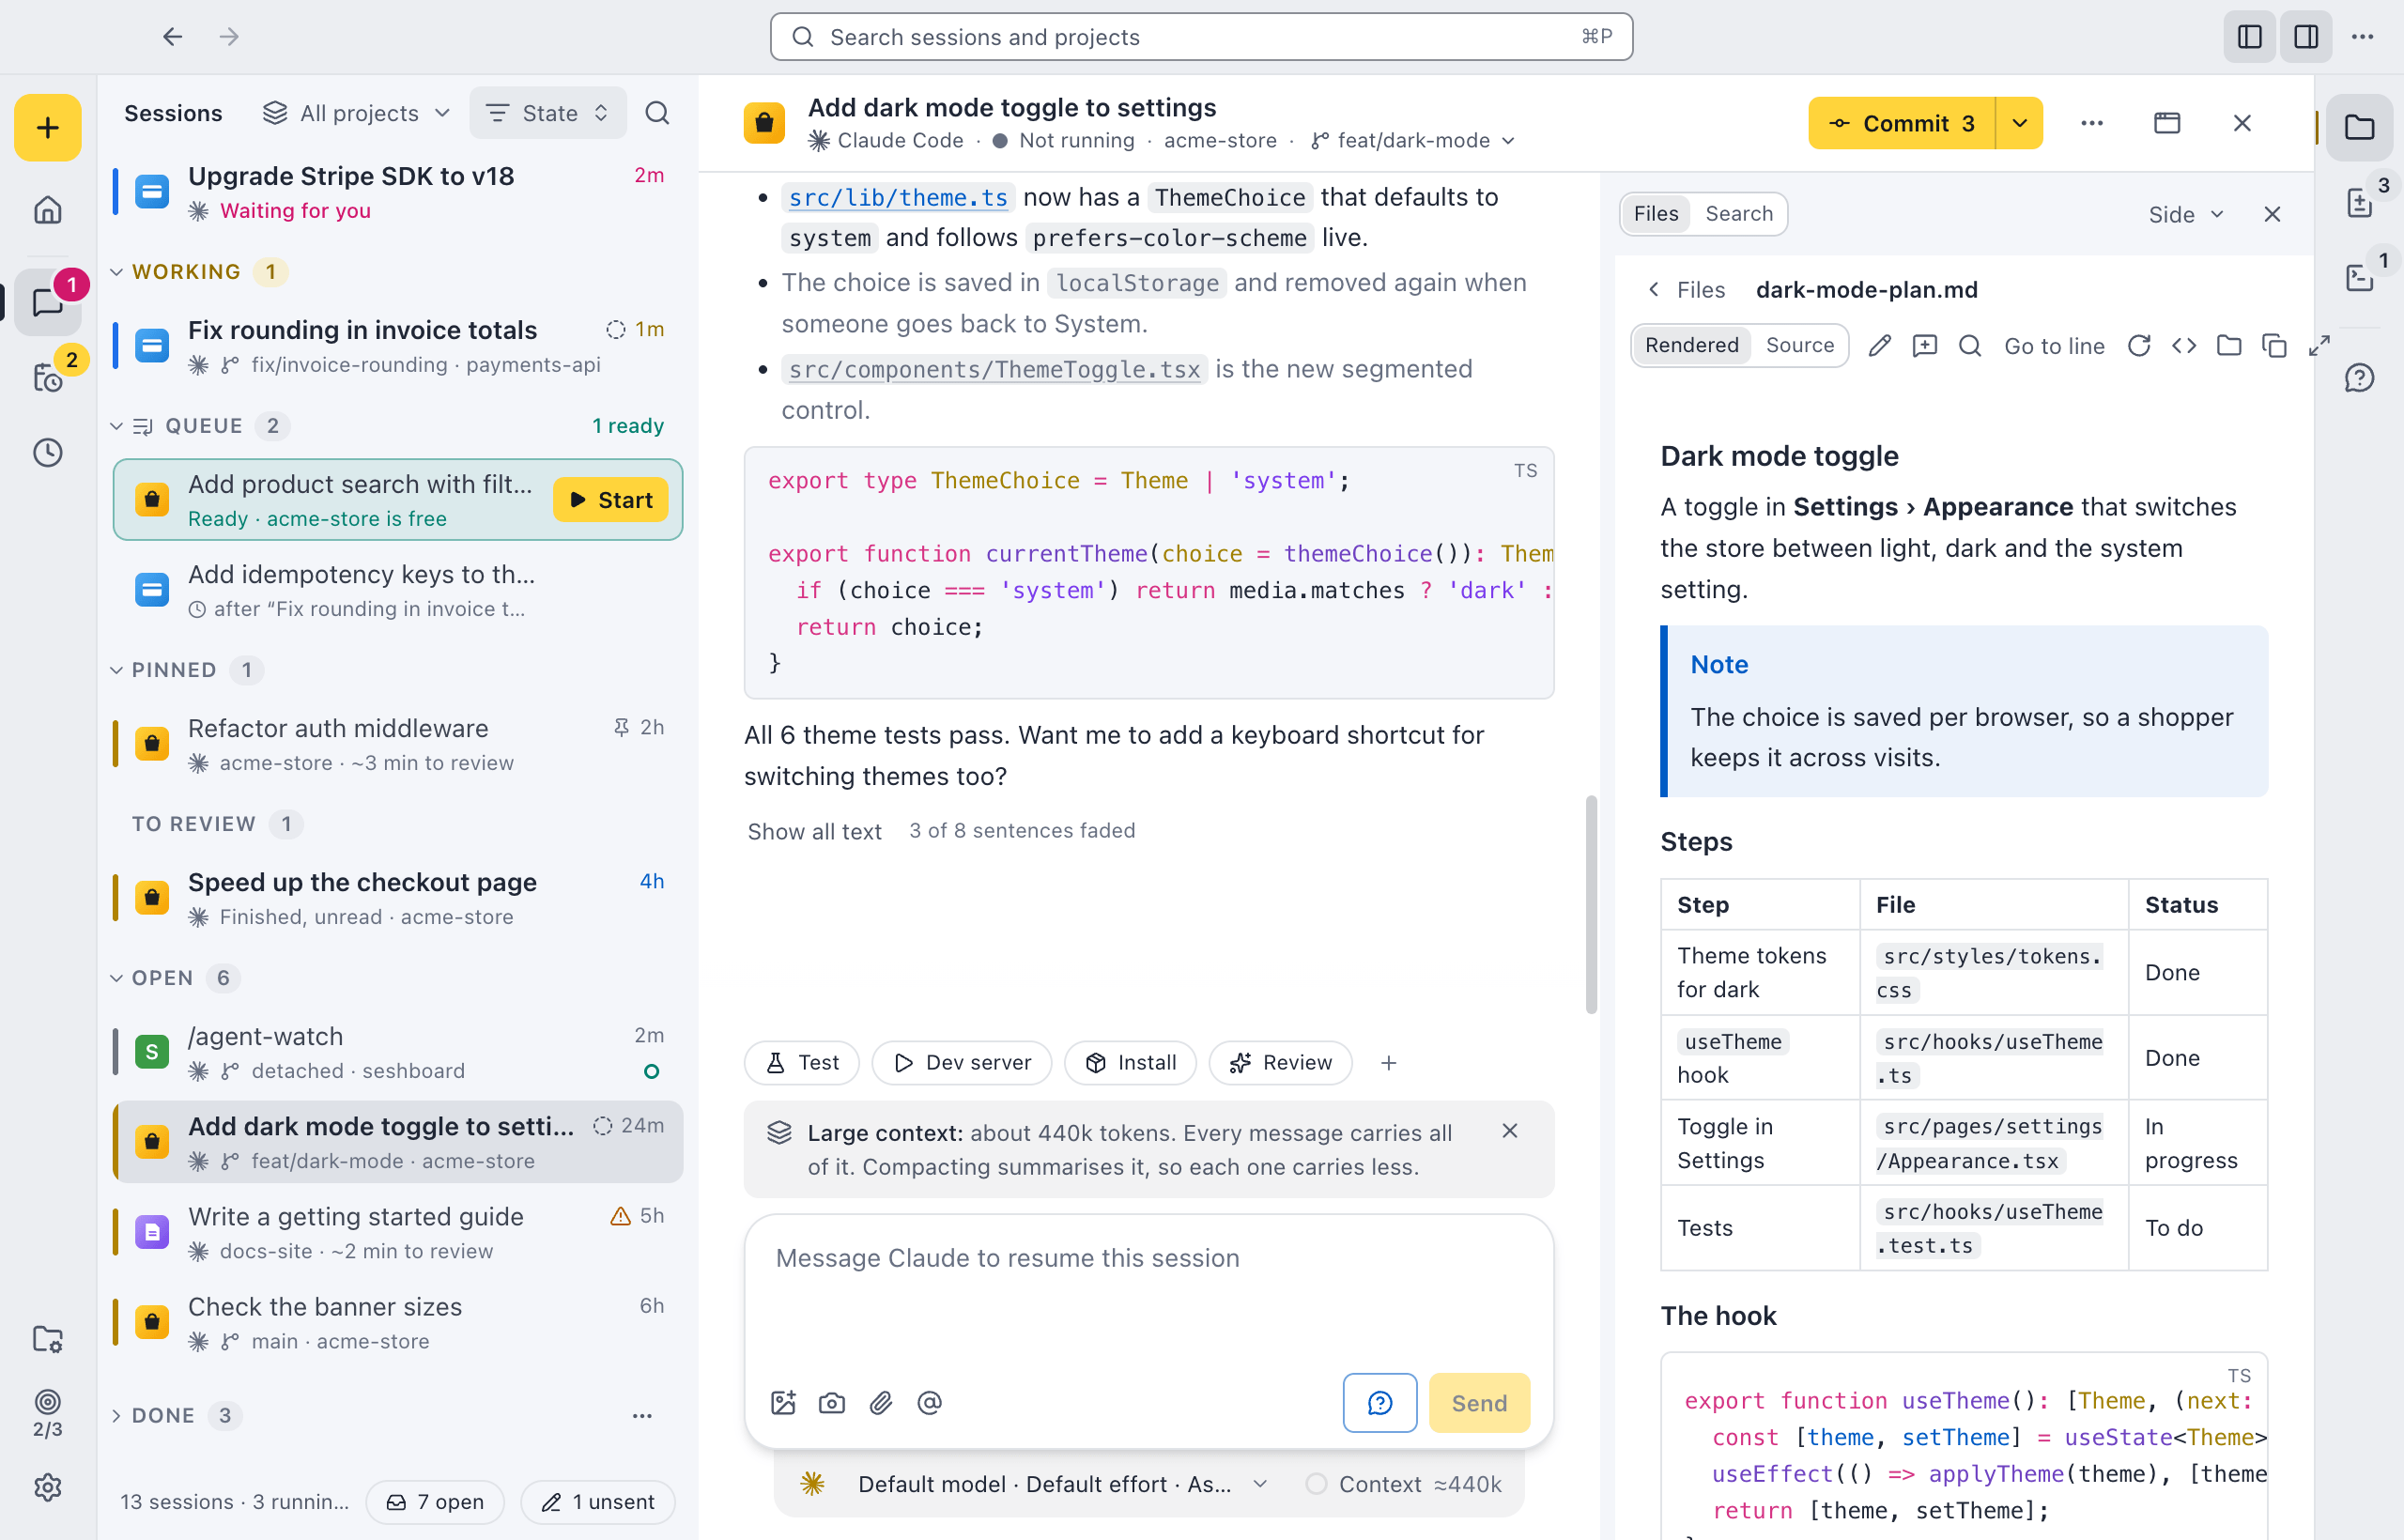 Search sessions and projects ⌘P
Sessions All projects State
Upgrade Stripe SDK to v18 2m
Waiting for you
WORKING 1
Fix rounding in invoice totals 1m
fix/invoice-rounding · payments-api
QUEUE 2 1 ready
Add product search with filt... Start
Ready · acme-store is free
Add idempotency keys to th...
after “Fix rounding in invoice t...
PINNED 1
Refactor auth middleware 2h
acme-store · ~3 min to review
TO REVIEW 1
Speed up the checkout page 4h
Finished, unread · acme-store
OPEN 6
S /agent-watch 2m
detached · seshboard
Add dark mode toggle to setti... 24m
feat/dark-mode · acme-store
Write a getting started guide 5h
docs-site · ~2 min to review
Check the banner sizes 6h
main · acme-store
DONE 3
13 sessions · 3 runnin... 7 open 1 unsent
1
2
2/3
Add dark mode toggle to settings
Claude Code · Not running · acme-store · feat/dark-mode
Commit 3
src/lib/theme.ts now has a ThemeChoice that defaults to
system and follows prefers-color-scheme live.
The choice is saved in localStorage and removed again when
someone goes back to System.
src/components/ThemeToggle.tsx is the new segmented
control.
TS
export type ThemeChoice = Theme | 'system';
export function currentTheme(choice = themeChoice()): Them
if (choice === 'system') return media.matches ? 'dark' :
return choice;
}
All 6 theme tests pass. Want me to add a keyboard shortcut for
switching themes too?
Show all text 3 of 8 sentences faded
Test Dev server Install Review
Large context: about 440k tokens. Every message carries all
of it. Compacting summarises it, so each one carries less.
Message Claude to resume this session
Send
Default model · Default effort · As... Context ≈440k
Files Search Side
Files dark-mode-plan.md
Rendered Source Go to line
Dark mode toggle
A toggle in Settings › Appearance that switches
the store between light, dark and the system
setting.
Note
The choice is saved per browser, so a shopper
keeps it across visits.
Steps
Step File Status
Theme tokens
for dark
src/styles/tokens.
css
Done
useTheme
hook
src/hooks/useTheme
.ts
Done
Toggle in
Settings
src/pages/settings
/Appearance.tsx
In
progress
Tests
src/hooks/useTheme
.test.ts
To do
The hook
TS
export function useTheme(): [Theme, (next:
const [theme, setTheme] = useState<Theme>
useEffect(() => applyTheme(theme), [theme
return [theme, setTheme];
3
1